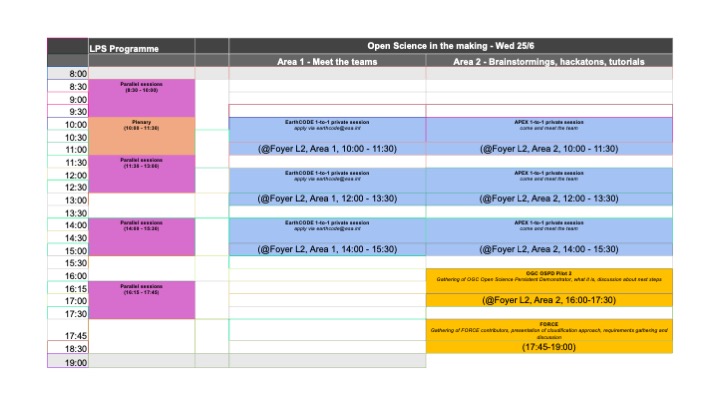 LPS Programme
Open Science in the making - Wed 25/6
Area 1 - Meet the teams
Area 2 - Brainstormings, hackatons, tutorials
8:00
8:30
Parallel sessions
(8:30 - 10:00)
9:00
9:30
10:00
Plenary
(10:00 - 11:30)
EarthCODE 1-to-1 private session
apply via earthcode@esa.int
APEX 1-to-1 private session
come and meet the team
10:30
11:00
(@Foyer L2, Area 1, 10:00 - 11:30)
(@Foyer L2, Area 2, 10:00 - 11:30)
11:30
Parallel sessions
(11:30 - 13:00)
12:00
EarthCODE 1-to-1 private session
apply via earthcode@esa.int
APEX 1-to-1 private session
come and meet the team
12:30
13:00
(@Foyer L2, Area 1, 12:00 - 13:30)
(@Foyer L2, Area 2, 12:00 - 13:30)
13:30
14:00
Parallel sessions
(14:00 - 15:30)
EarthCODE 1-to-1 private session
apply via earthcode@esa.int
APEX 1-to-1 private session
come and meet the team
14:30
15:00
(@Foyer L2, Area 1, 14:00 - 15:30)
(@Foyer L2, Area 2, 14:00 - 15:30)
15:30
16:00
OGC OSPD Pilot 2
Gathering of OGC Open Science Persistent Demonstrator, what it is, discussion about next steps
16:15
Parallel sessions
(16:15 - 17:45)
17:00
(@Foyer L2, Area 2, 16:00-17:30)
17:30
17:45
FORCE
Gathering of FORCE contributors, presentation of cloudification approach, requirements gathering and
discussion
18:30
(17:45-19:00)
19:00